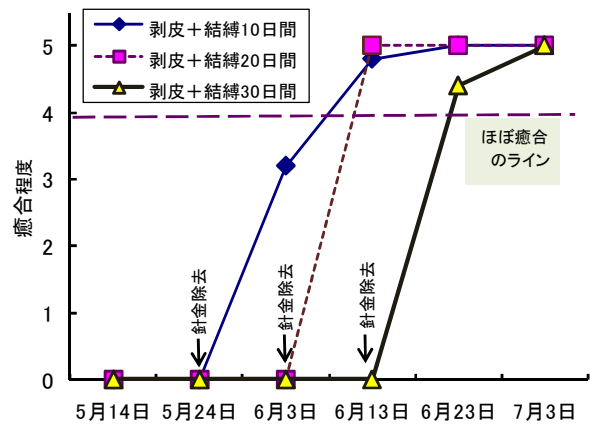 剥皮＋結縛10日間
剥皮＋結縛20日間
剥皮＋結縛30日間
癒合程度
5
4
3
2
1
0
ほぼ癒合
のライン
針金除去
針金除去
針金除去
5月14日 5月24日 6月3日 6月13日 6月23日 7月3日